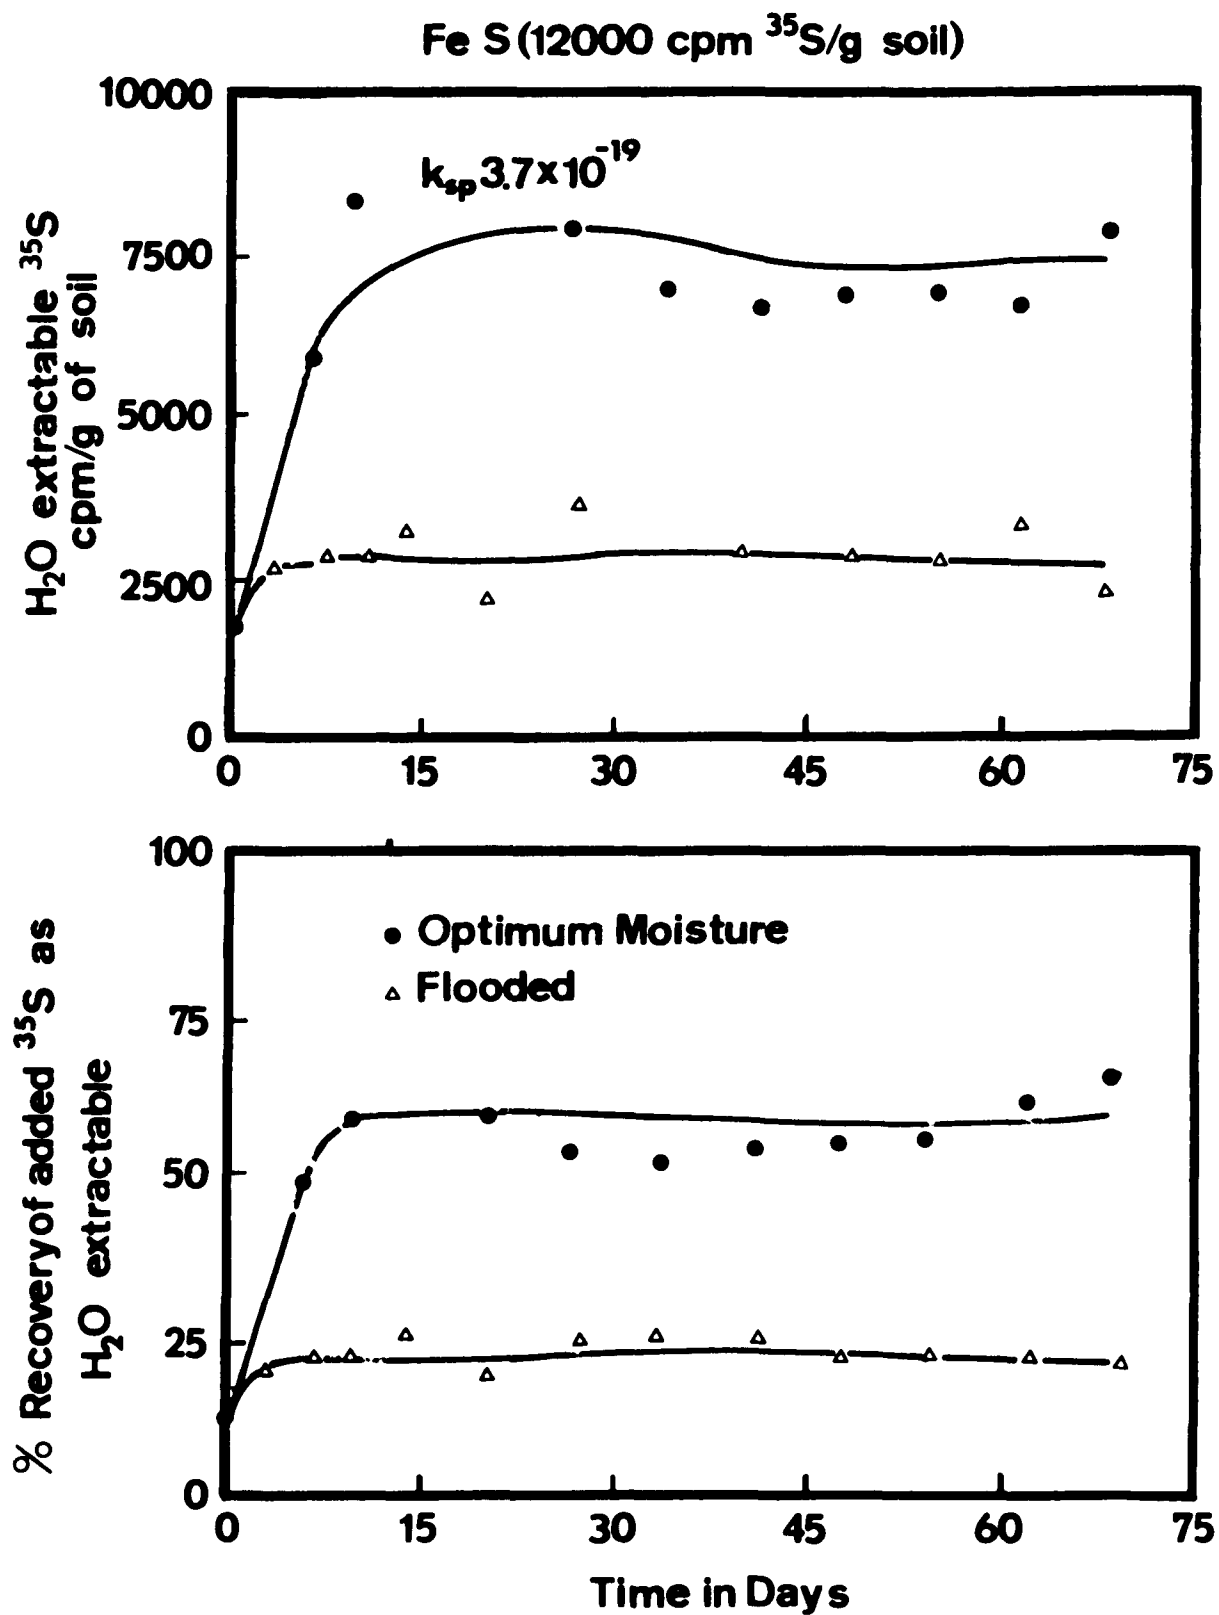 Fe S (12000 cpm ³⁵S/g soil)
10000
7500
5000
2500
0
kₛₚ 3.7 x 10⁻¹⁹
H₂O extractable ³⁵S
cpm/g of soil
0 15 30 45 60 75
100
75
50
25
0
● Optimum Moisture
△ Flooded
% Recovery of added ³⁵S as
H₂O extractable
0 15 30 45 60 75
Time in Days